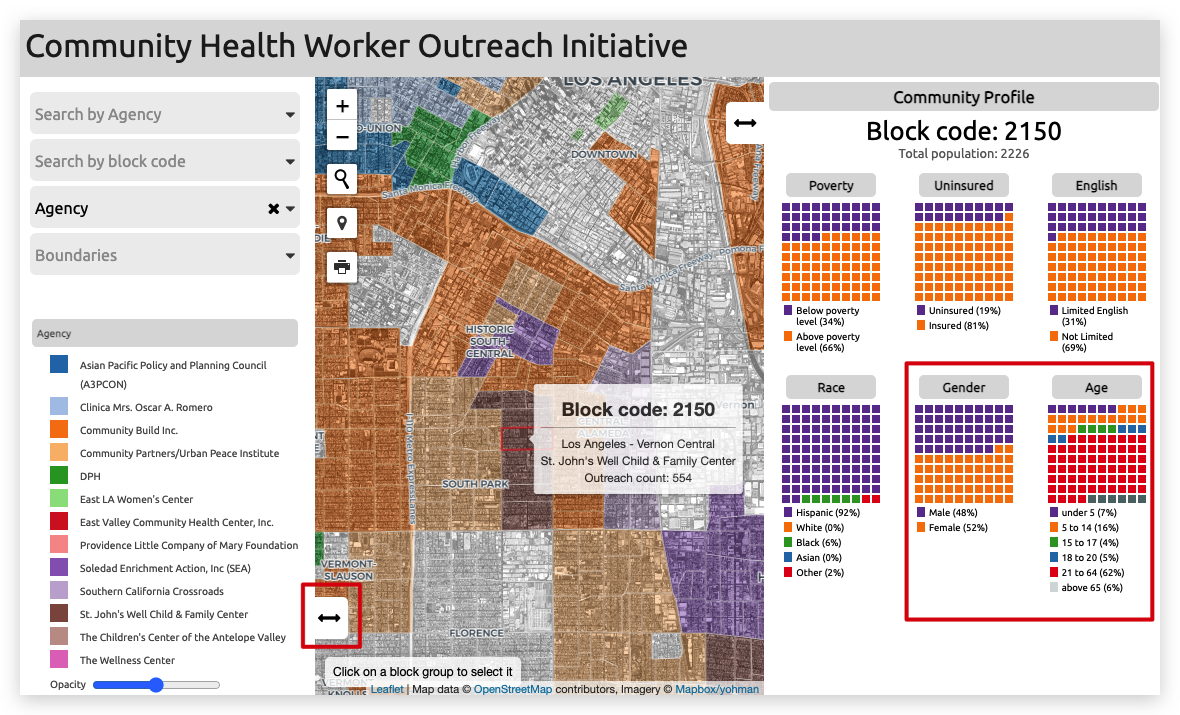 Community Health Worker Outreach Initiative
Search by Agency
Search by block code
Agency
Boundaries
Agency
Asian Pacific Policy and Planning Council
(A3PCON)
Clinica Mrs. Oscar A. Romero
Community Build Inc.
Community Partners/Urban Peace Institute
DPH
East LA Women's Center
East Valley Community Health Center, Inc.
Providence Little Company of Mary Foundation
Soledad Enrichment Action, Inc (SEA)
Southern California Crossroads
St. John's Well Child & Family Center
The Children's Center of the Antelope Valley
The Wellness Center
Opacity
+
−
LOS ANGELES
O-UNION
DOWNTOWN
Santa Monica Freeway
HISTORIC
SOUTH-
CENTRAL
Block code: 2150
Los Angeles - Vernon Central
St. John's Well Child & Family Center
Outreach count: 554
SOUTH PARK
VERMONT-
SLAUSON
FLORENCE
Click on a block group to select it
Leaflet | Map data © OpenStreetMap contributors, Imagery © Mapbox/yohman
Community Profile
Block code: 2150
Total population: 2226
Poverty
Below poverty
level (34%)
Above poverty
level (66%)
Uninsured
Uninsured (19%)
Insured (81%)
English
Limited English
(31%)
Not Limited
(69%)
Race
Hispanic (92%)
White (0%)
Black (6%)
Asian (0%)
Other (2%)
Gender
Male (48%)
Female (52%)
Age
under 5 (7%)
5 to 14 (16%)
15 to 17 (4%)
18 to 20 (5%)
21 to 64 (62%)
above 65 (6%)